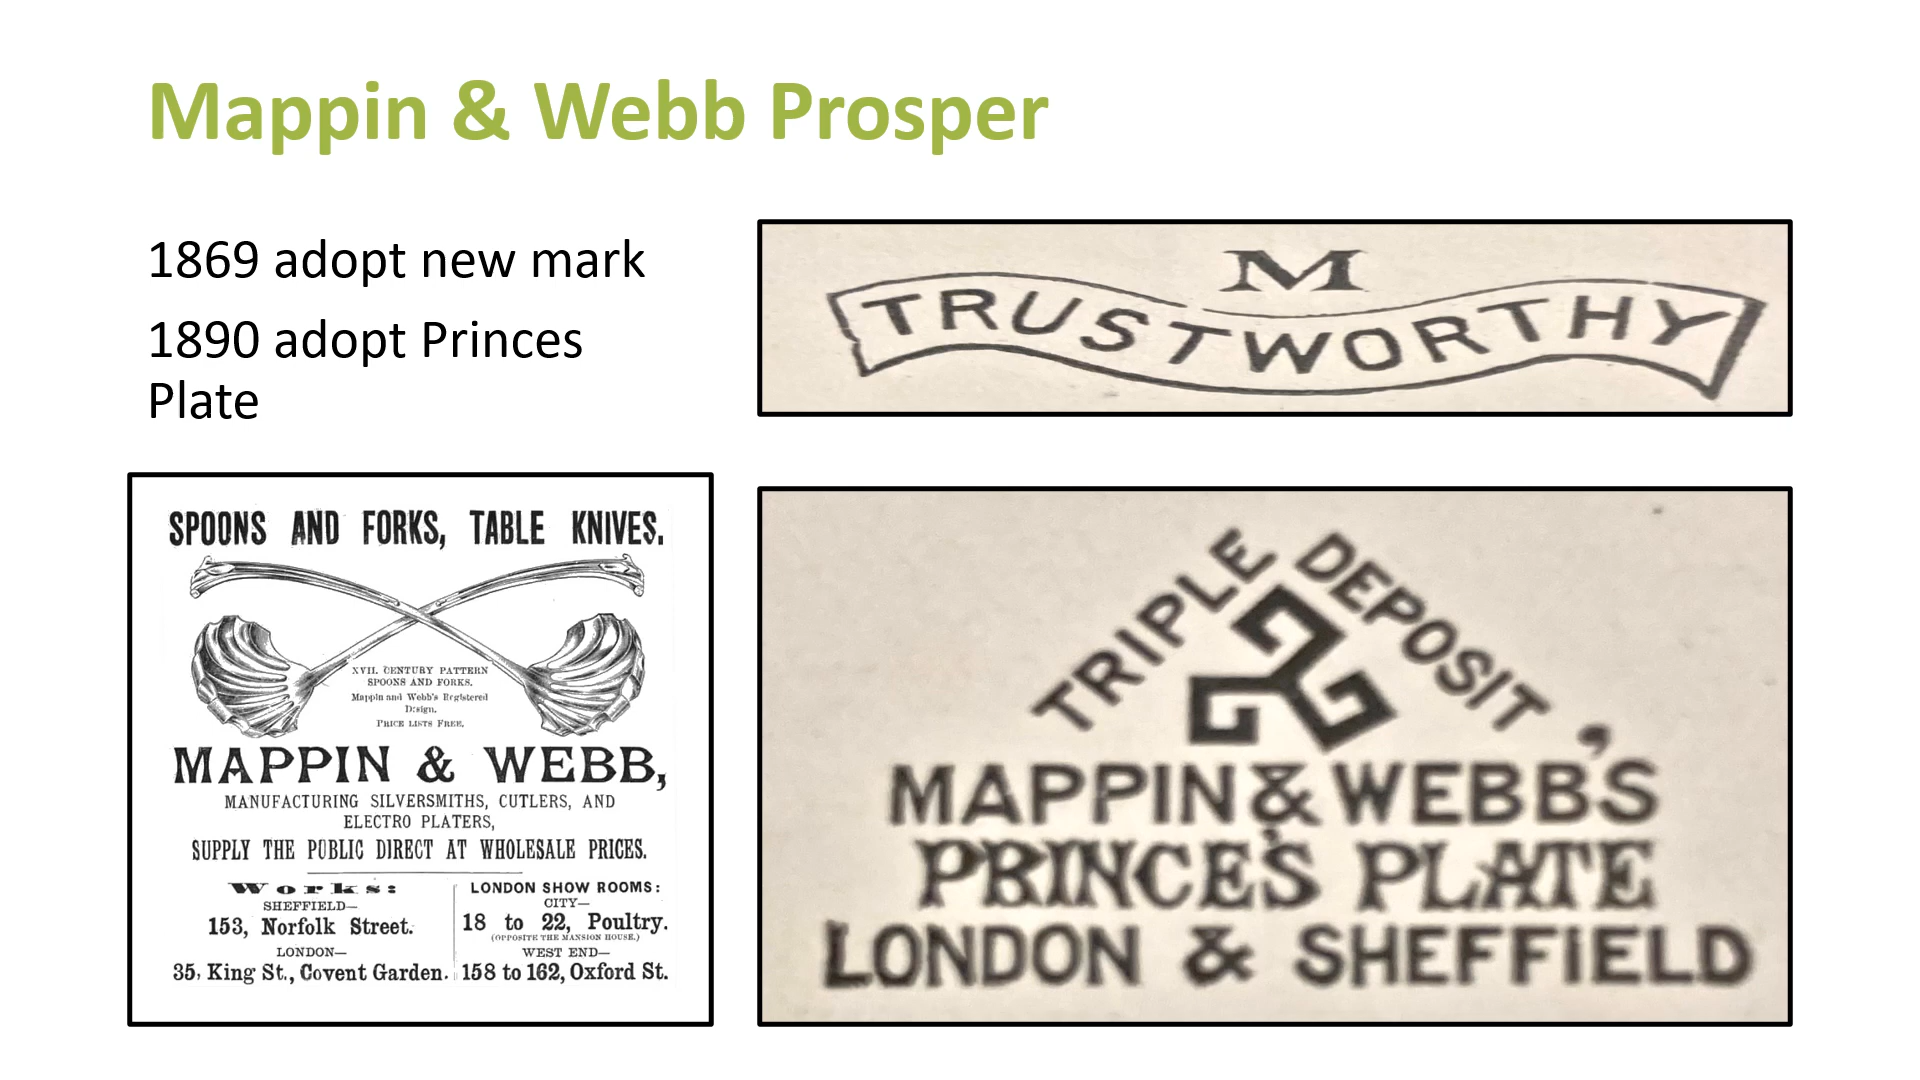 Mappin & Webb Prosper
1869 adopt new mark
1890 adopt Princes
Plate
M
TRUSTWORTHY
SPOONS AND FORKS, TABLE KNIVES.
XVII. CENTURY PATTERN
SPOONS AND FORKS.
Mappin and Webb's Registered
Design.
PRICE LISTS FREE.
MAPPIN & WEBB,
MANUFACTURING SILVERSMITHS, CUTLERS, AND
ELECTRO PLATERS,
SUPPLY THE PUBLIC DIRECT AT WHOLESALE PRICES.
Works:
SHEFFIELD—
153, Norfolk Street.
LONDON—
35, King St., Covent Garden.
LONDON SHOW ROOMS:
CITY—
18 to 22, Poultry.
(OPPOSITE THE MANSION HOUSE.)
WEST END—
158 to 162, Oxford St.
TRIPLE DEPOSIT
MAPPIN & WEBB'S
PRINCE'S PLATE
LONDON & SHEFFIELD